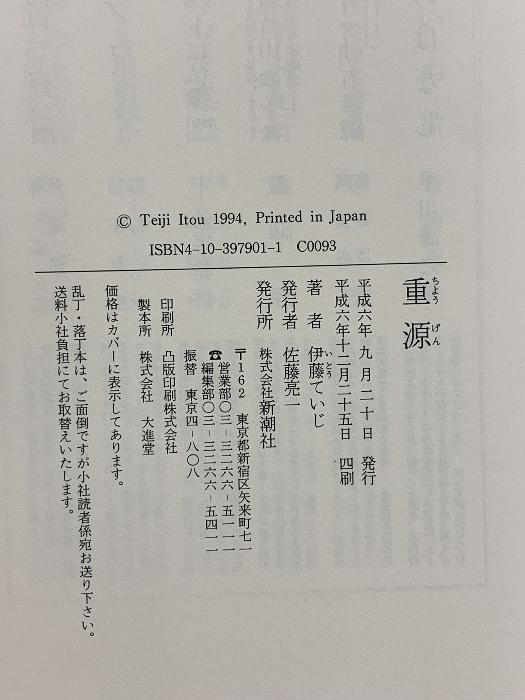 © Teiji Itou 1994, Printed in Japan
ISBN4-10-397901-1 C0093
重源
ちょう げん
平成六年 九月二十日 発行
平成六年十二月二十五日 四刷
著者 伊藤ていじ
いとう
発行者 佐藤亮一
発行所 株式会社新潮社
〒162 東京都新宿区矢来町七一
☎営業部〇三-三二六六-五一一一
編集部〇三-三二六六-五四一一
振替 東京四-八〇八
印刷所 凸版印刷株式会社
製本所 株式会社 大進堂
価格はカバーに表示してあります。
乱丁・落丁本は、ご面倒ですが小社読者係宛お送り下さい。
送料小社負担にてお取替えいたします。